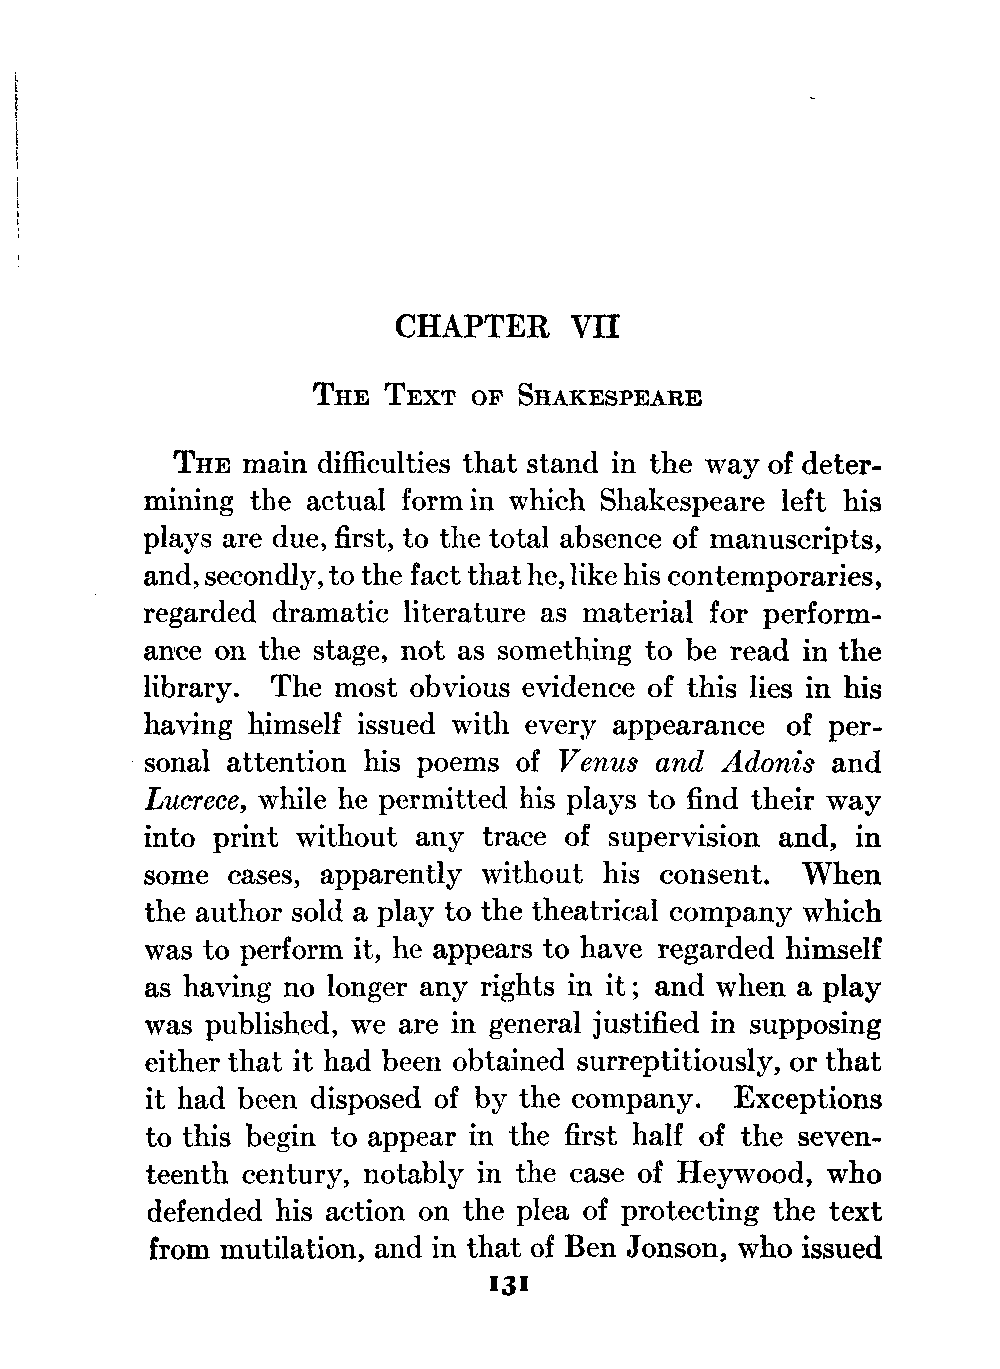 CHAPTER VII
THE TEXT OF SHAKESPEARE
THE main difficulties that stand in the way of deter-
mining the actual form in which Shakespeare left his
plays are due, first, to the total absence of manuscripts,
and, secondly, to the fact that he, like his contemporaries,
regarded dramatic literature as material for perform-
ance on the stage, not as something to be read in the
library. The most obvious evidence of this lies in his
having himself issued with every appearance of per-
sonal attention his poems of Venus and Adonis and
Lucrece, while he permitted his plays to find their way
into print without any trace of supervision and, in
some cases, apparently without his consent. When
the author sold a play to the theatrical company which
was to perform it, he appears to have regarded himself
as having no longer any rights in it; and when a play
was published, we are in general justified in supposing
either that it had been obtained surreptitiously, or that
it had been disposed of by the company. Exceptions
to this begin to appear in the first half of the seven-
teenth century, notably in the case of Heywood, who
defended his action on the plea of protecting the text
from mutilation, and in that of Ben Jonson, who issued
131